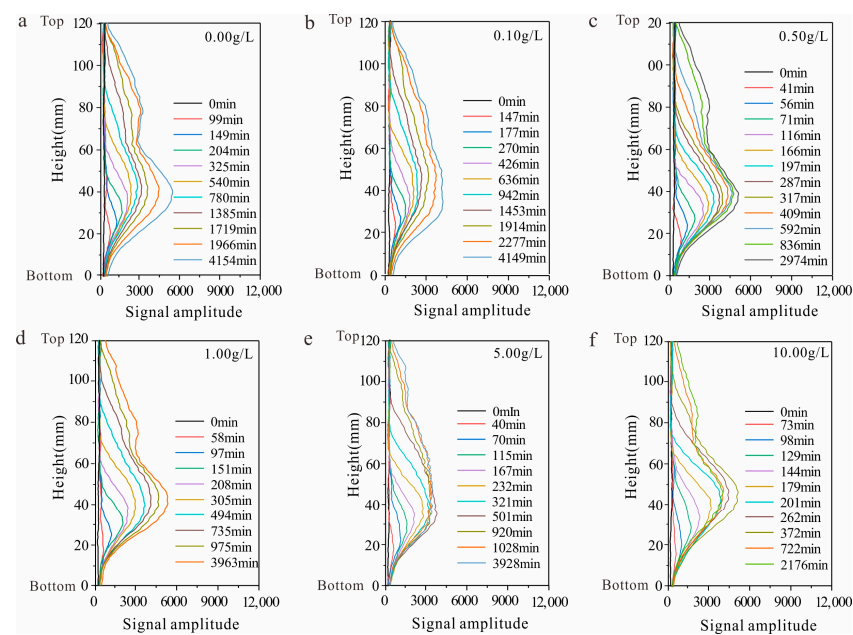 a
Top
120
100
80
60
40
20
0
Bottom
Height(mm)
0.00g/L
0min
99min
149min
204min
325min
540min
780min
1385min
1719min
1966min
4154min
0 3000 6000 9000 12,000
Signal amplitude
b
Top
120
100
80
60
40
20
0
Bottom
Height(mm)
0.10g/L
0min
147min
177min
270min
426min
636min
942min
1453min
1914min
2277min
4149min
0 3000 6000 9000 12,000
Signal amplitude
c
Top
20
00
80
60
40
20
0
Bottom
Height(mm)
0.50g/L
0min
41min
56min
71min
116min
166min
197min
287min
317min
409min
592min
836min
2974min
0 3000 6000 9000 12,000
Signal amplitude
d
Top
120
100
80
60
40
20
0
Bottom
Height(mm)
1.00g/L
0min
58min
97min
151min
208min
305min
494min
735min
975min
3963min
0 3000 6000 9000 12,000
Signal amplitude
e
Top
120
100
80
60
40
20
0
Bottom
Height(mm)
5.00g/L
0mIn
40min
70min
115min
167min
232min
321min
501min
920min
1028min
3928min
0 3000 6000 9000 12,000
Signal amplitude
f
Top
120
100
80
60
40
20
0
Bottom
Height(mm)
10.00g/L
0min
73min
98min
129min
144min
179min
201min
262min
372min
722min
2176min
0 3000 6000 9000 12,000
Signal amplitude